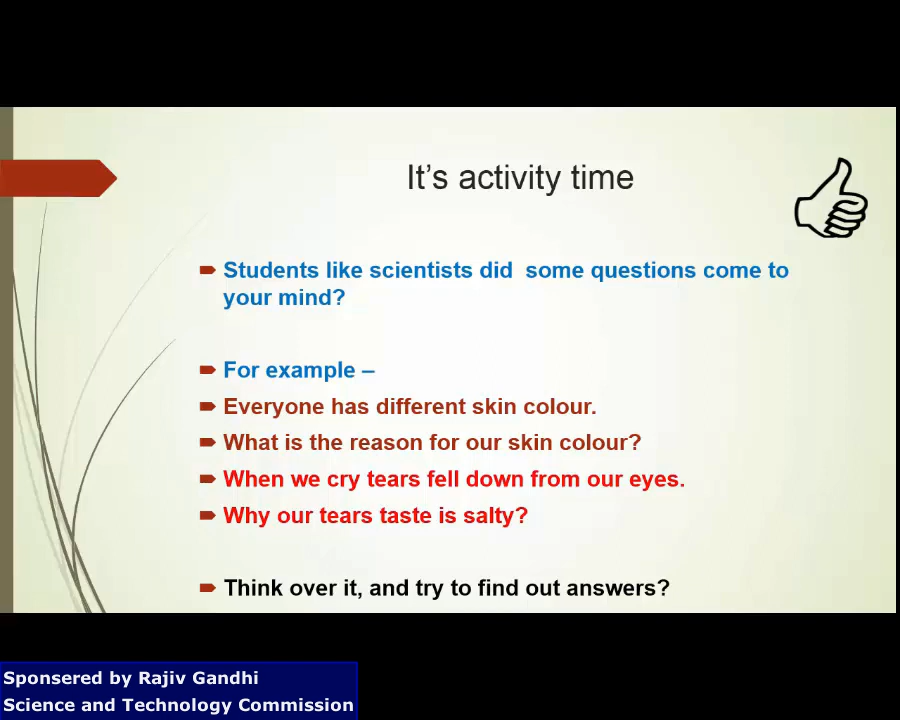 It’s activity time
Students like scientists did  some questions come to
your mind?
For example –
Everyone has different skin colour.
What is the reason for our skin colour?
When we cry tears fell down from our eyes.
Why our tears taste is salty?
Think over it, and try to find out answers?
Sponsered by Rajiv Gandhi
Science and Technology Commission